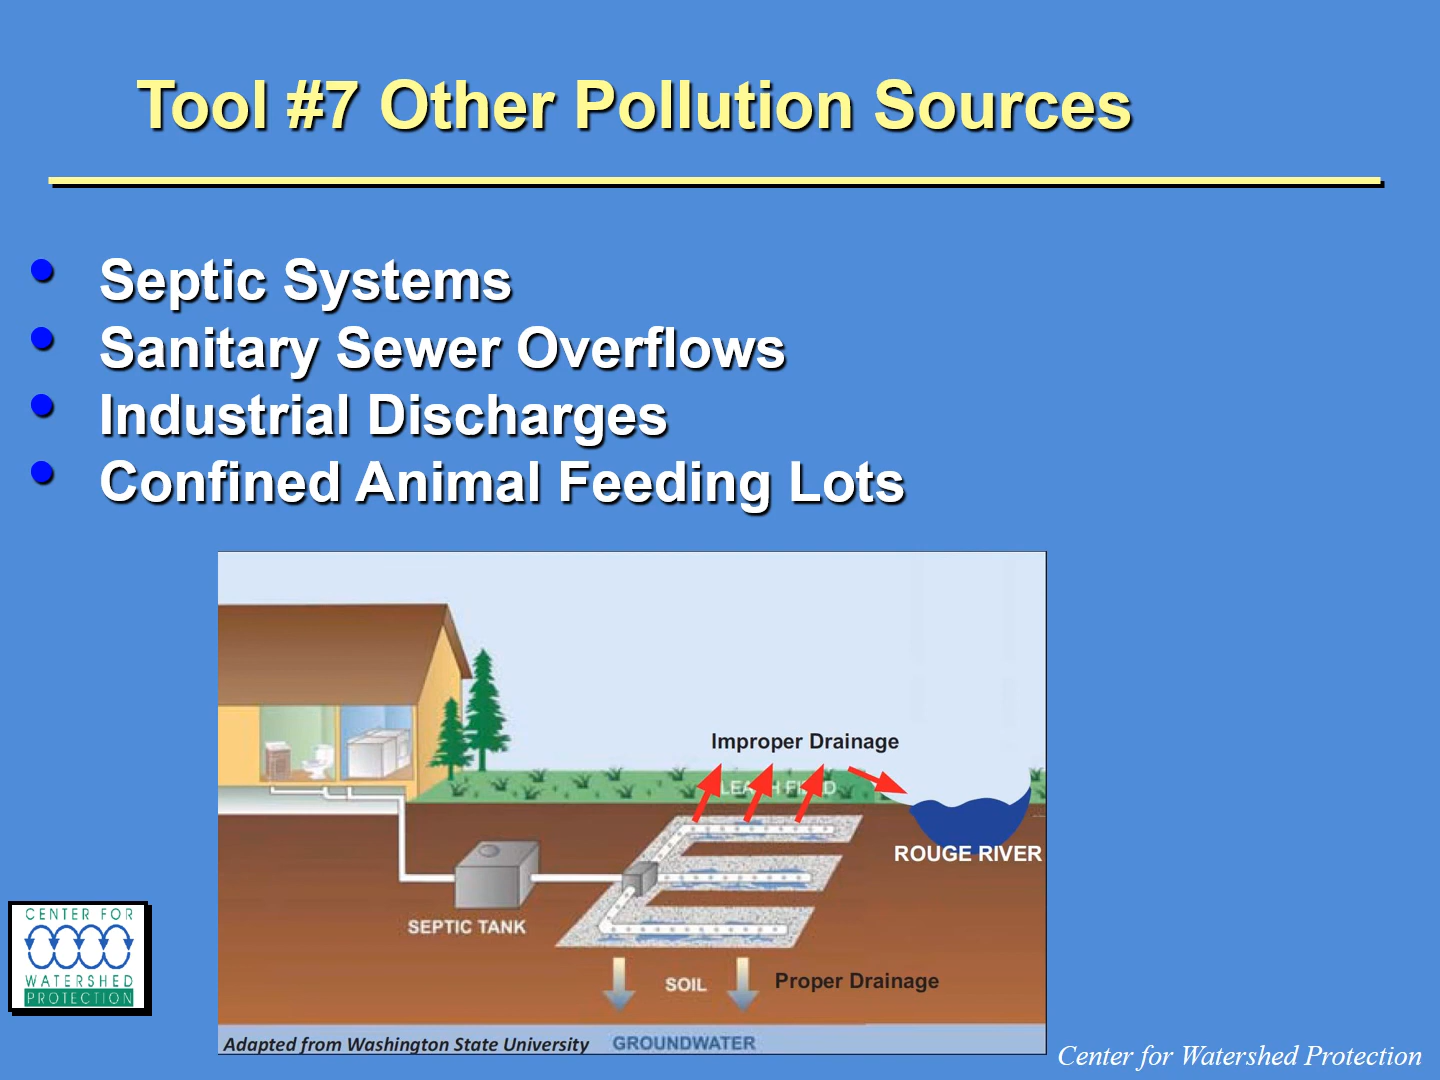 Tool #7 Other Pollution Sources
• Septic Systems
• Sanitary Sewer Overflows
• Industrial Discharges
• Confined Animal Feeding Lots
Improper Drainage
LEACH FIELD
ROUGE RIVER
SEPTIC TANK
SOIL
Proper Drainage
Adapted from Washington State University
GROUNDWATER
CENTER FOR
WATERSHED
PROTECTION
Center for Watershed Protection